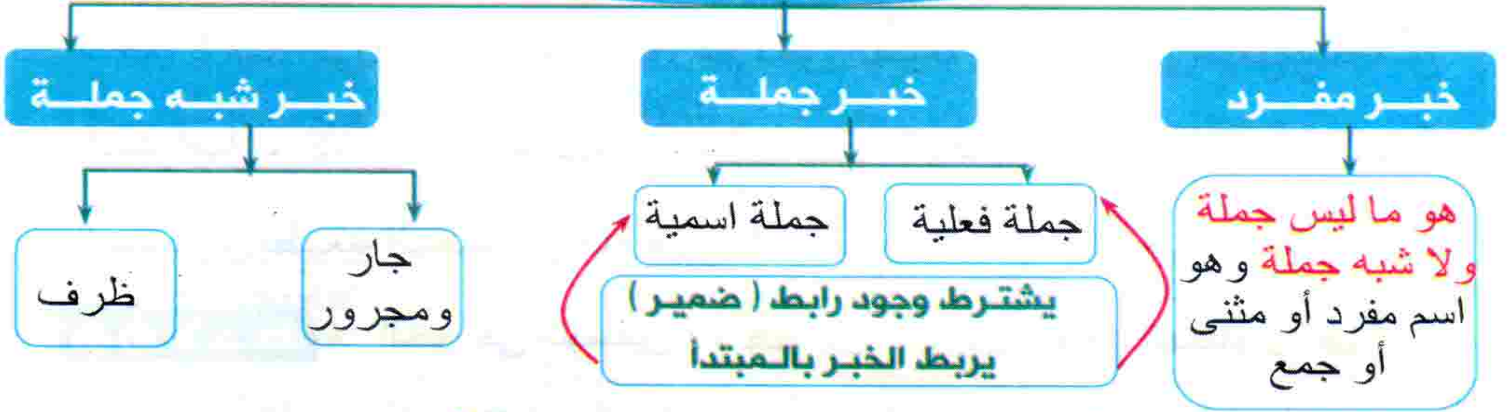 خبر مفرد
خبر جملة
خبر شبه جملة
هو ما ليس جملة
ولا شبه جملة وهو
اسم مفرد أو مثنى
أو جمع
جملة فعلية
جملة اسمية
يشترط وجود رابط ( ضمير )
يربط الخبر بالمبتدأ
جار
ومجرور
ظرف